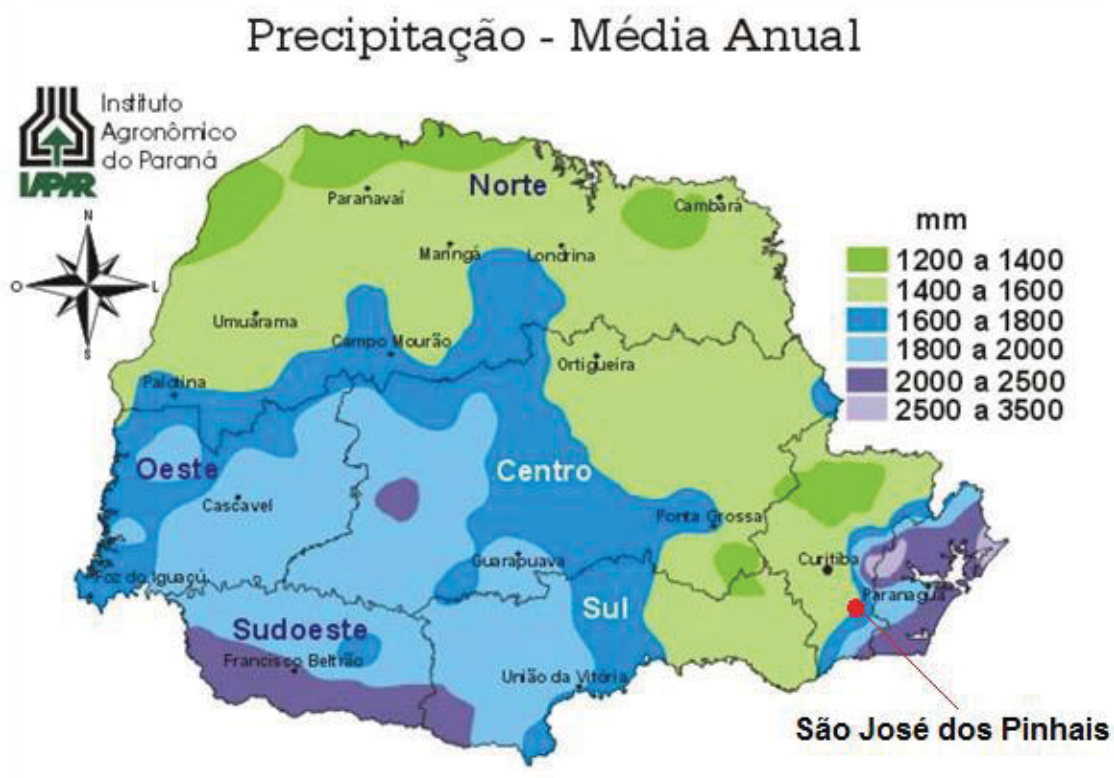 Precipitação - Média Anual
Instituto
Agronômico
do Paraná
IAPAR
N
O
L
S
Norte
Paranavaí
Cambará
Maringá
Londrina
Umuarama
Campo Mourão
Ortigueira
Palotina
Oeste
Centro
Cascavel
Ponta Grossa
Guarapuava
Curitiba
Foz do Iguaçu
Paranaguá
Sul
Sudoeste
Francisco Beltrão
União da Vitória
São José dos Pinhais
mm
1200 a 1400
1400 a 1600
1600 a 1800
1800 a 2000
2000 a 2500
2500 a 3500